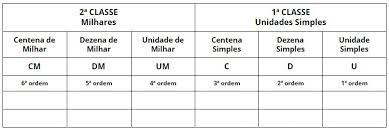 2ª CLASSE
Milhares
1ª CLASSE
Unidades Simples
Centena de Milhar
Dezena de Milhar
Unidade de Milhar
Centena Simples
Dezena Simples
Unidade Simples
CM DM UM C D U
6ª ordem 5ª ordem 4ª ordem 3ª ordem 2ª ordem 1ª ordem